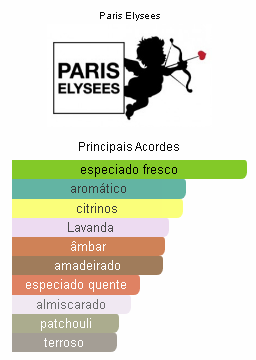 Paris Elysees
PARIS
ELYSEES
Principais Acordes
especiado fresco
aromático
citrinos
Lavanda
âmbar
amadeirado
especiado quente
almiscarado
patchouli
terroso